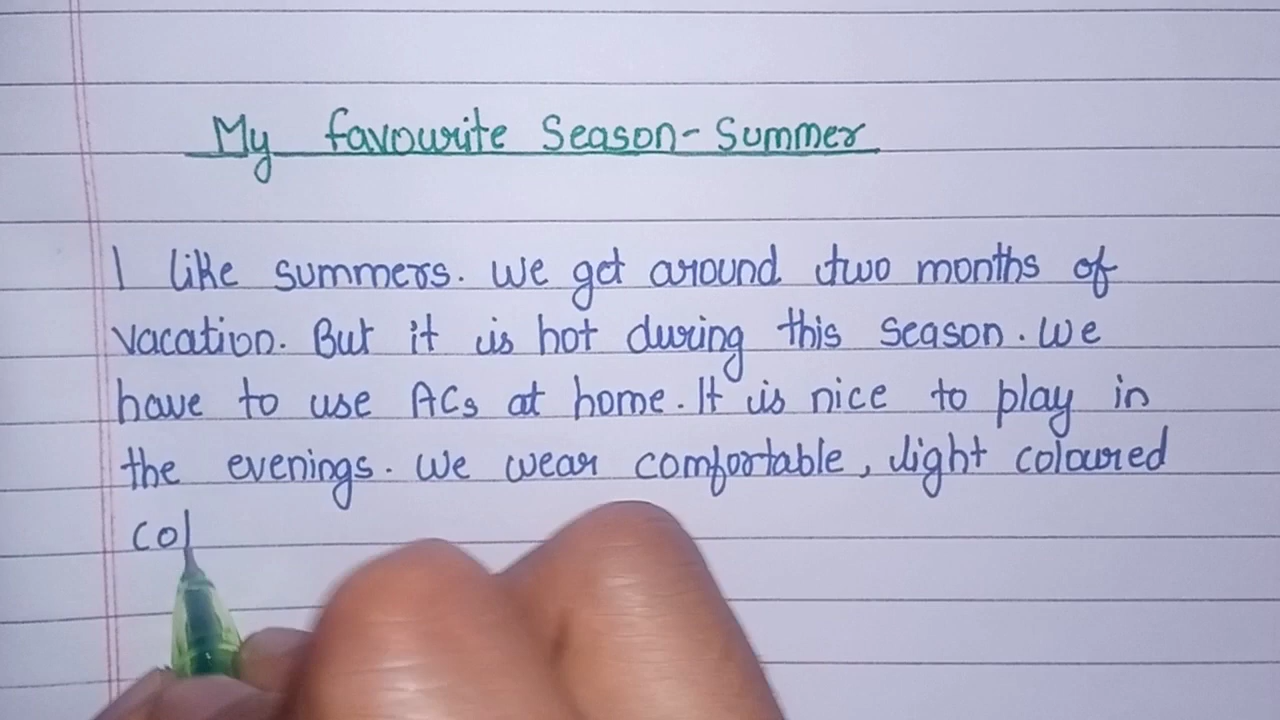 My favourite Season-Summer
I like summers. We get around two months of
vacation. But it is hot during this season. We
have to use ACs at home. It is nice to play in
the evenings. We wear comfortable, light coloured
col